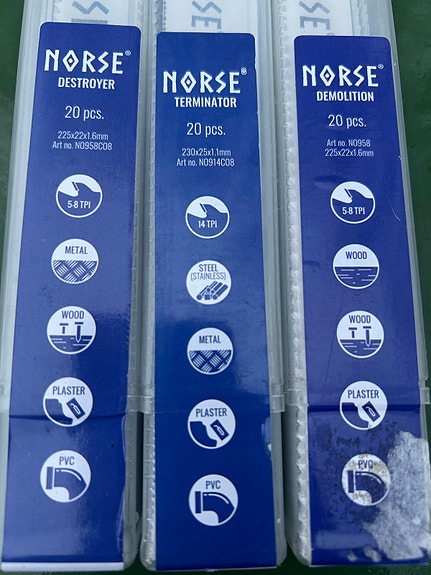 NORSE®
DESTROYER
20 pcs.
225x22x1.6mm
Art no. NO958CO8
5-8 TPI
METAL
WOOD
PLASTER
PVC
NORSE®
TERMINATOR
20 pcs.
230x25x1.1mm
Art no. NO914CO8
14 TPI
STEEL
(STAINLESS)
METAL
PLASTER
PVC
NORSE®
DEMOLITION
20 pcs.
Art no. NO958
225x22x1.6mm
5-8 TPI
WOOD
WOOD
PLASTER
PVC